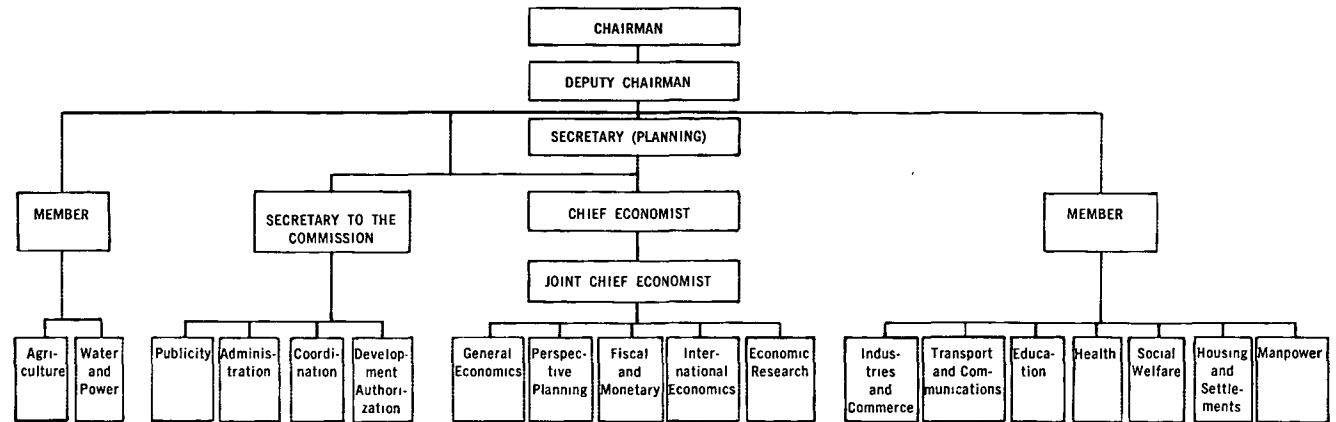 CHAIRMAN
DEPUTY CHAIRMAN
SECRETARY (PLANNING)
MEMBER
SECRETARY TO THE
COMMISSION
CHIEF ECONOMIST
MEMBER
JOINT CHIEF ECONOMIST
Agri-
culture
Water
and
Power
Publicity
Adminis-
tration
Coordi-
nation
Develop-
ment
Authori-
zation
General
Economics
Perspec-
tive
Planning
Fiscal
and
Monetary
Inter-
national
Economics
Economic
Research
Indus-
tries
and
Commerce
Transport
and Com-
munications
Educa-
tion
Health
Social
Welfare
Housing
and
Settle-
ments
Manpower